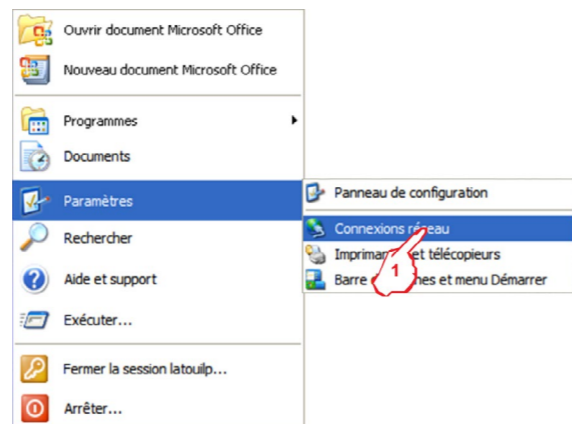 Ouvrir document Microsoft Office
Nouveau document Microsoft Office
Programmes
Documents
Paramètres
Rechercher
Aide et support
Exécuter...
Fermer la session latouilp...
Arrêter...
Panneau de configuration
Connexions réseau
et télécopieurs
Barre et menu Démarrer
1